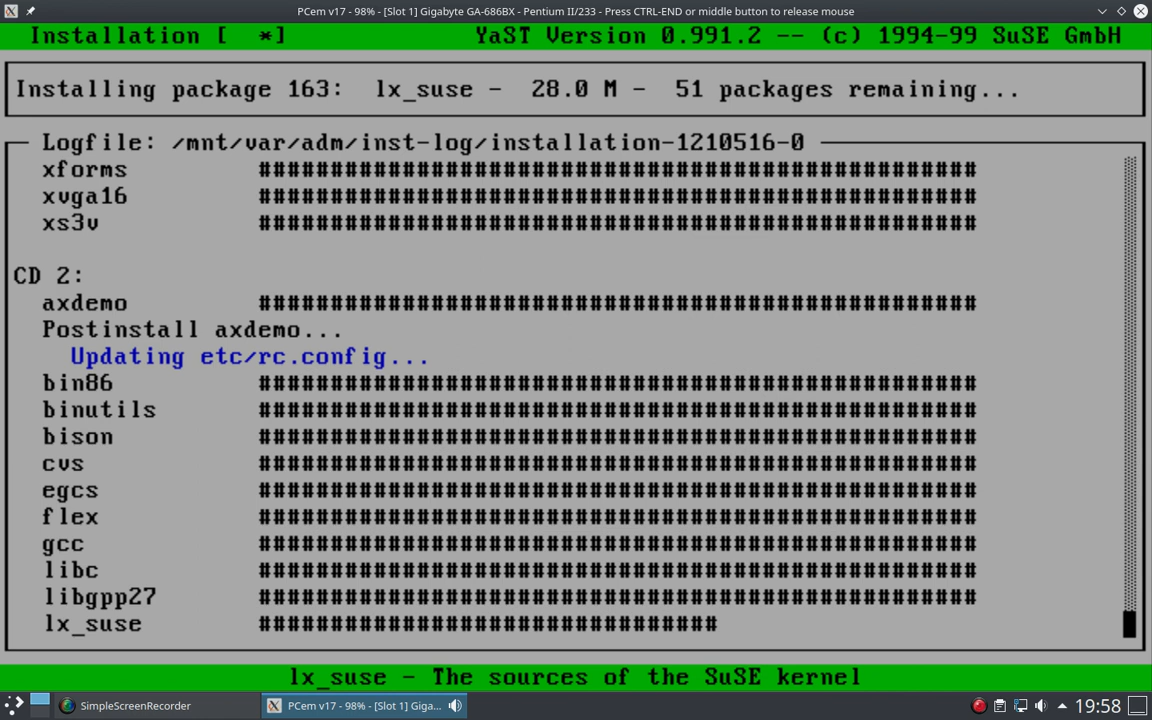 PCem v17 - 98% - [Slot 1] Gigabyte GA-686BX - Pentium II/233 - Press CTRL-END or middle button to release mouse
Installation [  *] YaST Version 0.991.2 -- (c) 1994-99 SuSE GmbH
Installing package 163:  lx_suse -  28.0 M -  51 packages remaining...
Logfile: /mnt/var/adm/inst-log/installation-1210516-0
xforms ##################################################
xvga16 ##################################################
xs3v ##################################################
CD 2:
axdemo ##################################################
Postinstall axdemo...
Updating etc/rc.config...
bin86 ##################################################
binutils ##################################################
bison ##################################################
cvs ##################################################
egcs ##################################################
flex ##################################################
gcc ##################################################
libc ##################################################
libgpp27 ##################################################
lx_suse ################################
lx_suse - The sources of the SuSE kernel
SimpleScreenRecorder
PCem v17 - 98% - [Slot 1] Giga...
19:58